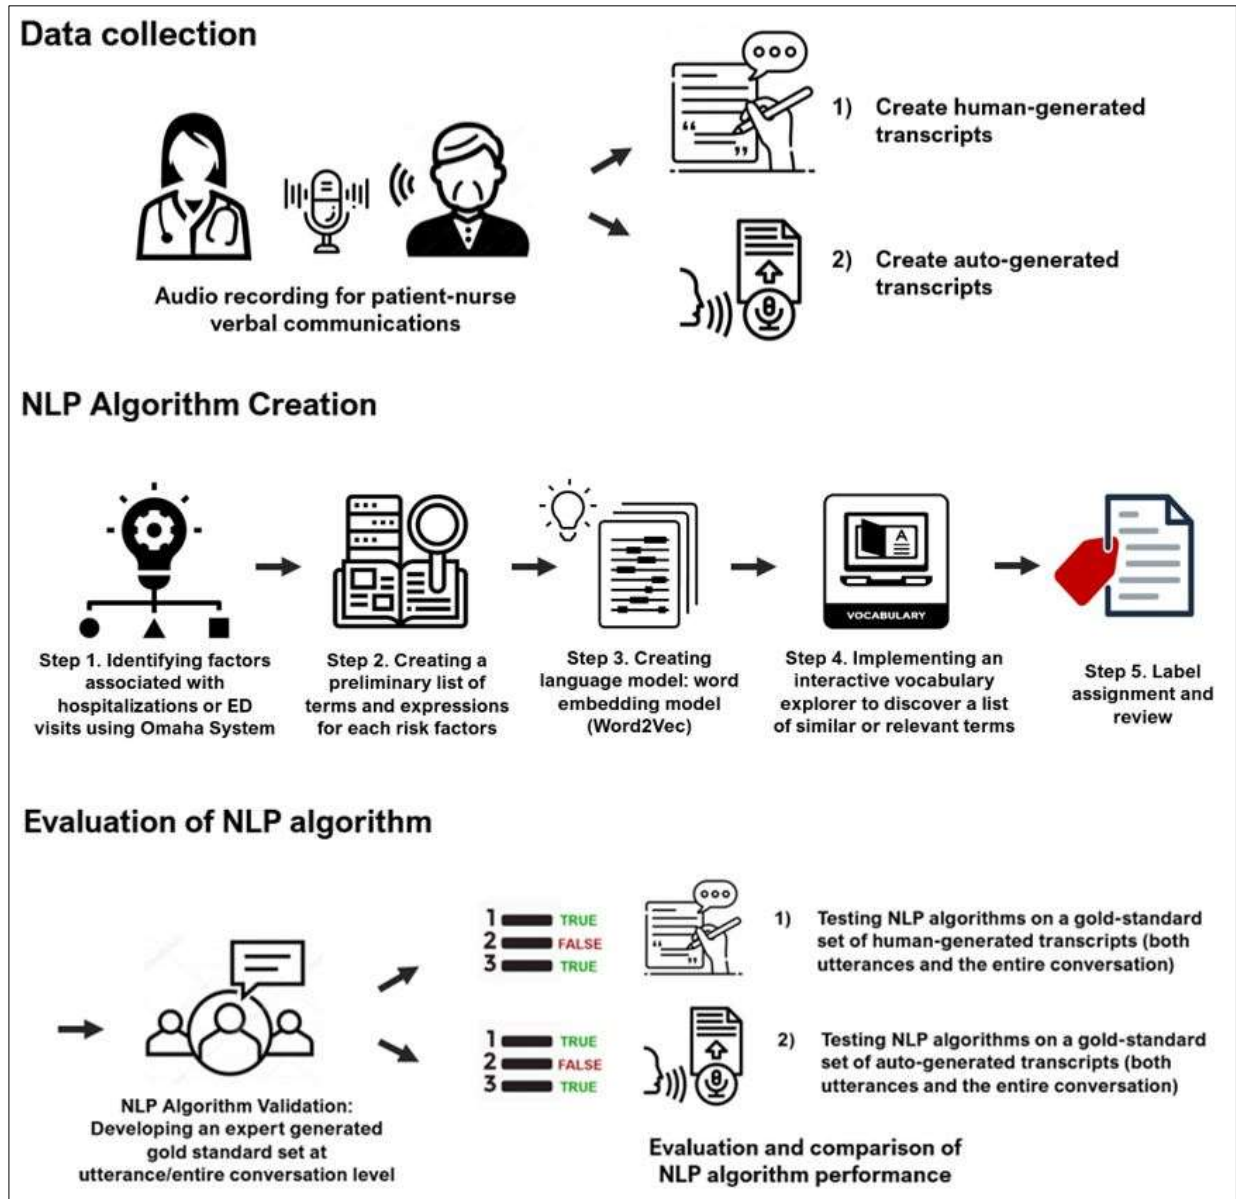 Data collection
1) Create human-generated
transcripts
2) Create auto-generated
transcripts
Audio recording for patient-nurse
verbal communications
NLP Algorithm Creation
A
VOCABULARY
Step 1. Identifying factors
associated with
hospitalizations or ED
visits using Omaha System
Step 2. Creating a
preliminary list of
terms and expressions
for each risk factors
Step 3. Creating
language model: word
embedding model
(Word2Vec)
Step 4. Implementing an
interactive vocabulary
explorer to discover a list
of similar or relevant terms
Step 5. Label
assignment and
review
Evaluation of NLP algorithm
1 TRUE
2 FALSE
3 TRUE
1) Testing NLP algorithms on a gold-standard
set of human-generated transcripts (both
utterances and the entire conversation)
1 TRUE
2 FALSE
3 TRUE
2) Testing NLP algorithms on a gold-standard
set of auto-generated transcripts (both
utterances and the entire conversation)
NLP Algorithm Validation:
Developing an expert generated
gold standard set at
utterance/entire conversation level
Evaluation and comparison of
NLP algorithm performance